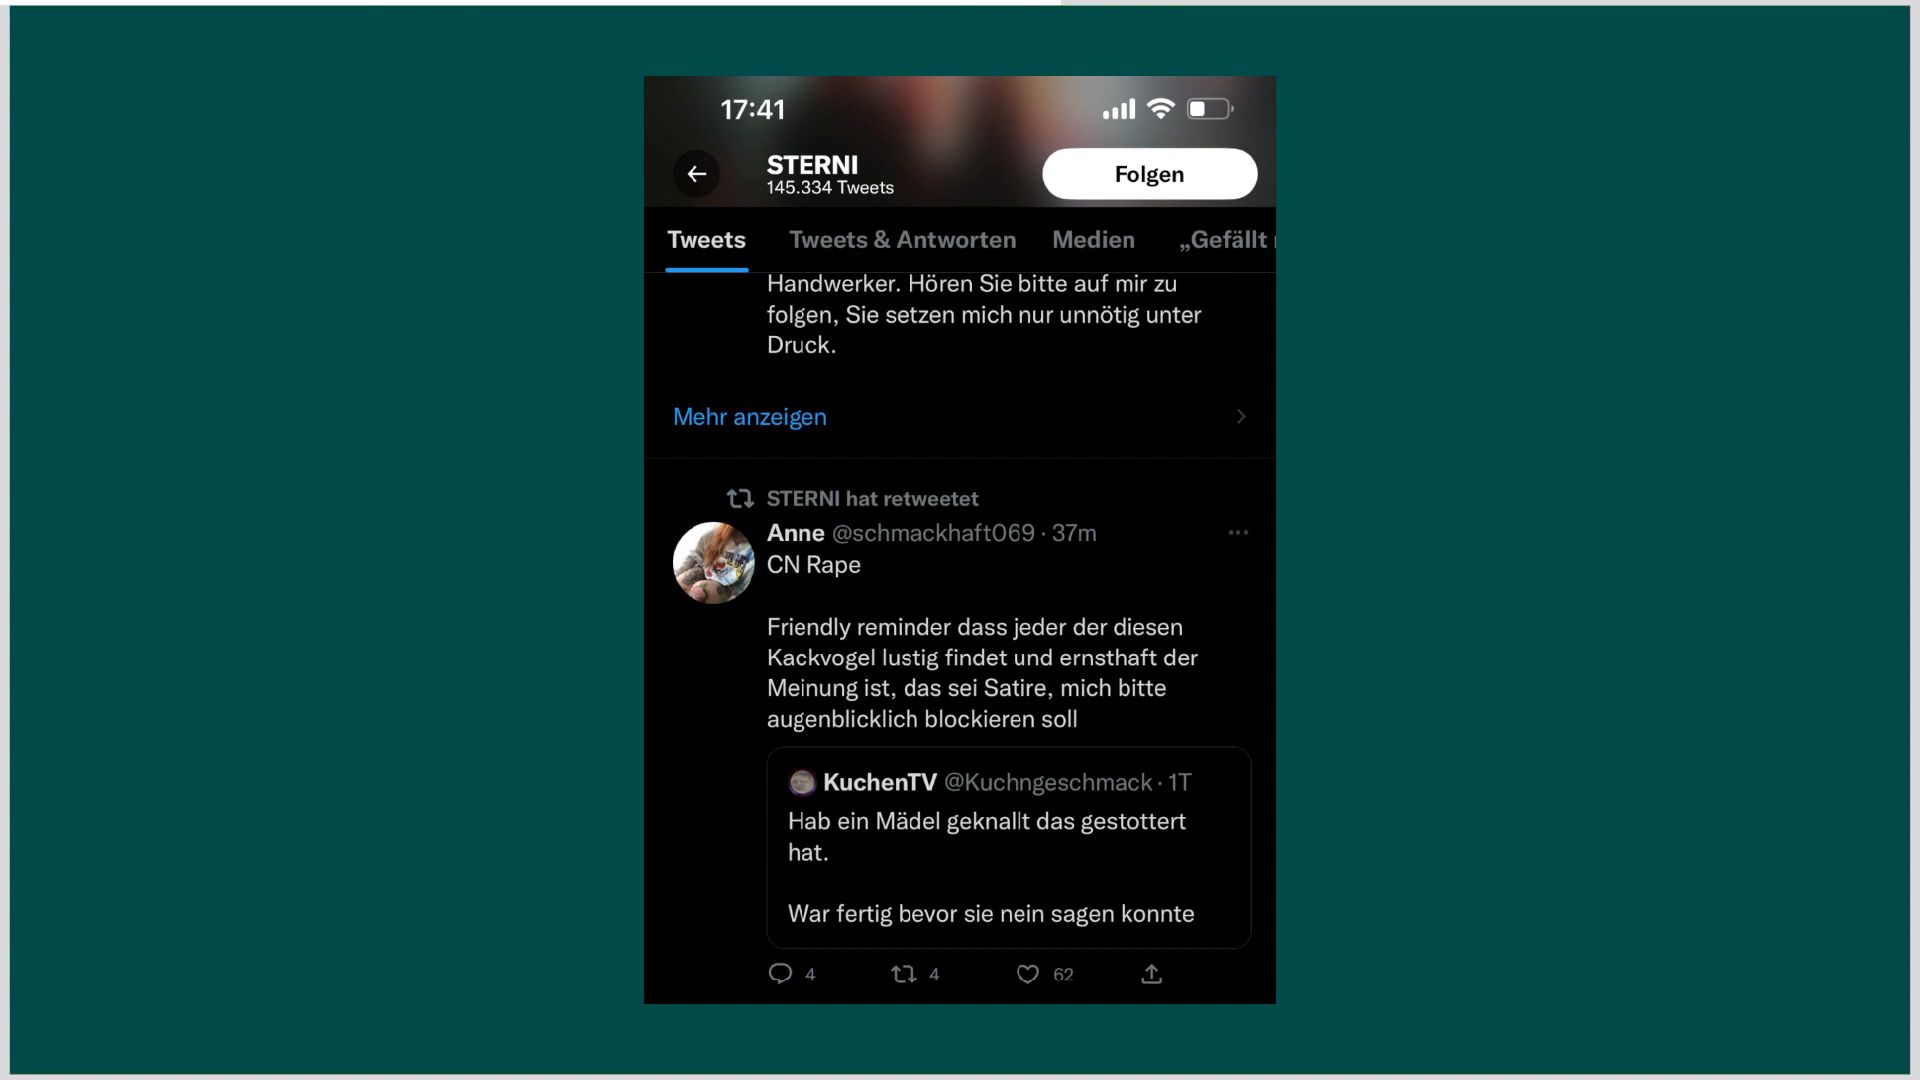 17:41
STERNI
145.334 Tweets
Folgen
Tweets
Tweets & Antworten
Medien
„Gefällt
Handwerker. Hören Sie bitte auf mir zu
folgen, Sie setzen mich nur unnötig unter
Druck.
Mehr anzeigen
STERNI hat retweetet
Anne @schmackhaft069 · 37m
CN Rape
Friendly reminder dass jeder der diesen
Kackvogel lustig findet und ernsthaft der
Meinung ist, das sei Satire, mich bitte
augenblicklich blockieren soll
KuchenTV @Kuchngeschmack · 1T
Hab ein Mädel geknallt das gestottert
hat.
War fertig bevor sie nein sagen konnte
4
4
62